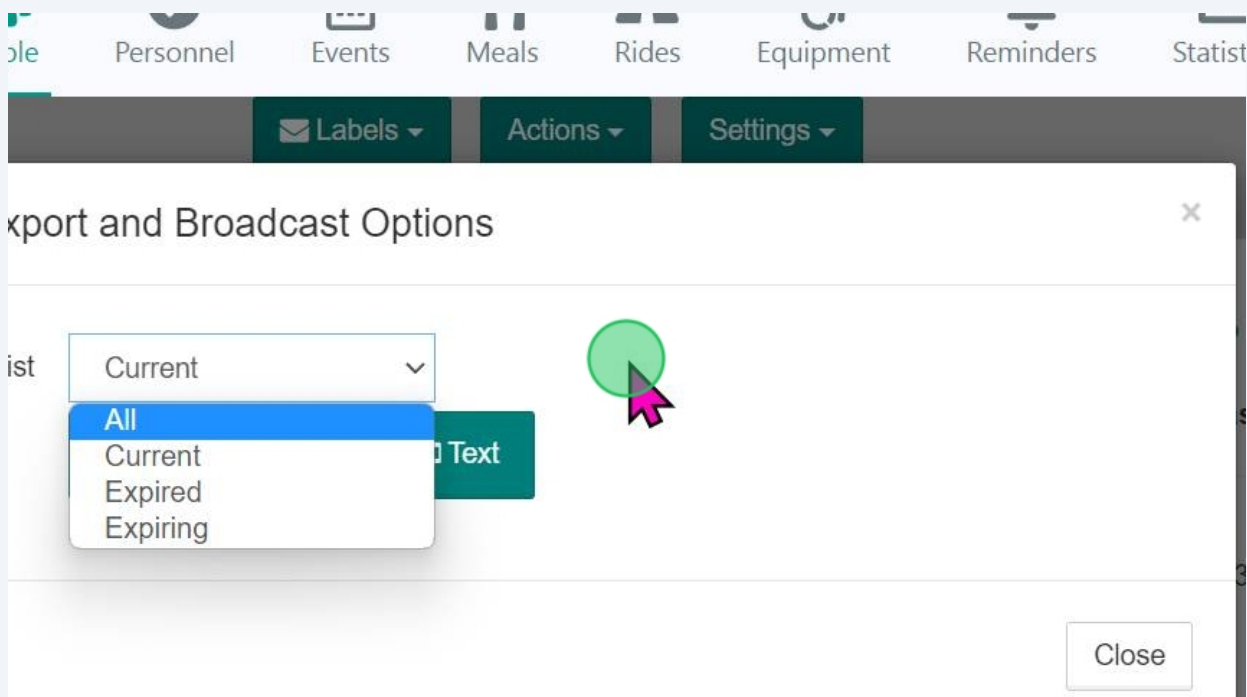 ple Personnel Events Meals Rides Equipment Reminders Statist
Labels Actions Settings
xport and Broadcast Options
×
ist Current
All
Current
Text
Expired
Expiring
Close